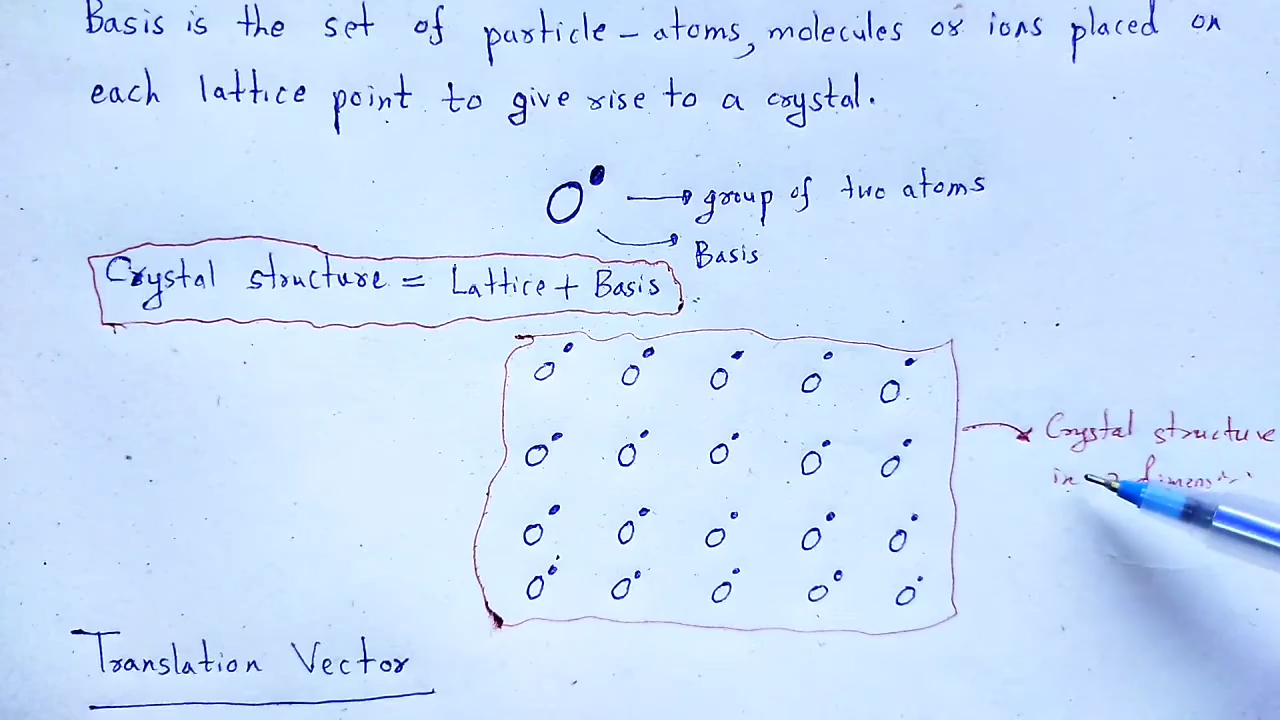 Basis is the set of particle - atoms, molecules or ions placed on
each lattice point to give rise to a crystal.
group of two atoms
Basis
Crystal structure = Lattice + Basis
Crystal structure
in
Translation Vector